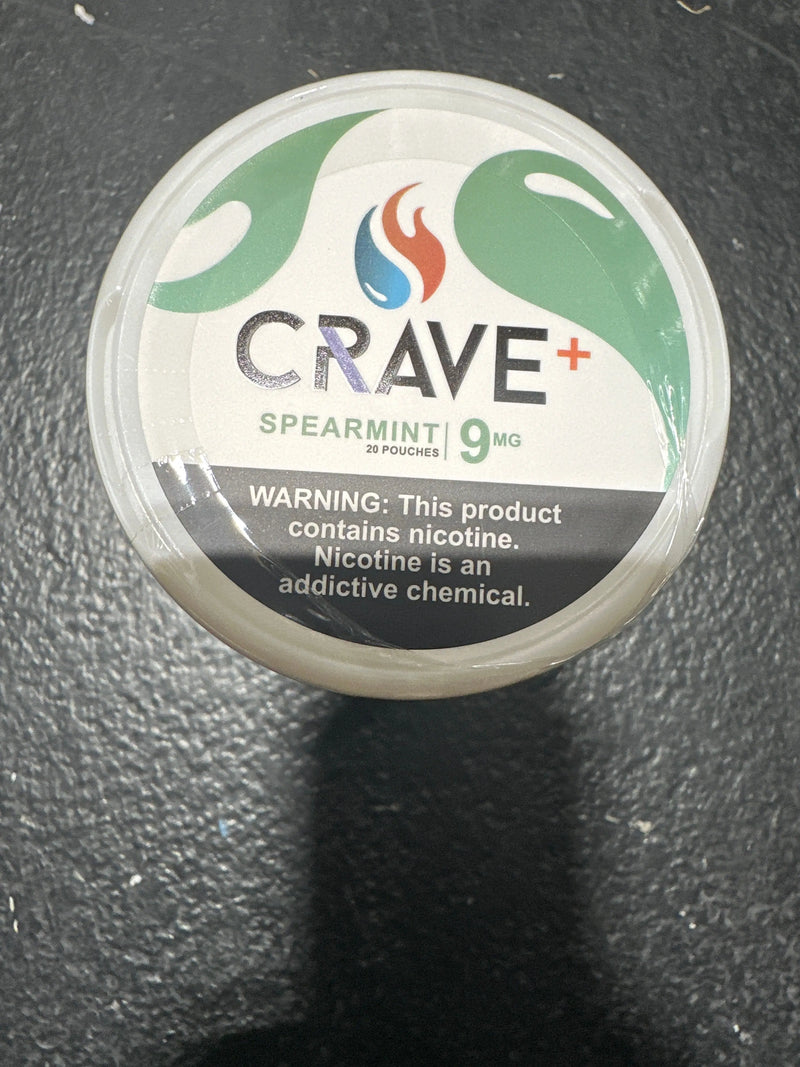 CRAVE+
SPEARMINT | 9MG
20 POUCHES
WARNING: This product
contains nicotine.
Nicotine is an
addictive chemical.